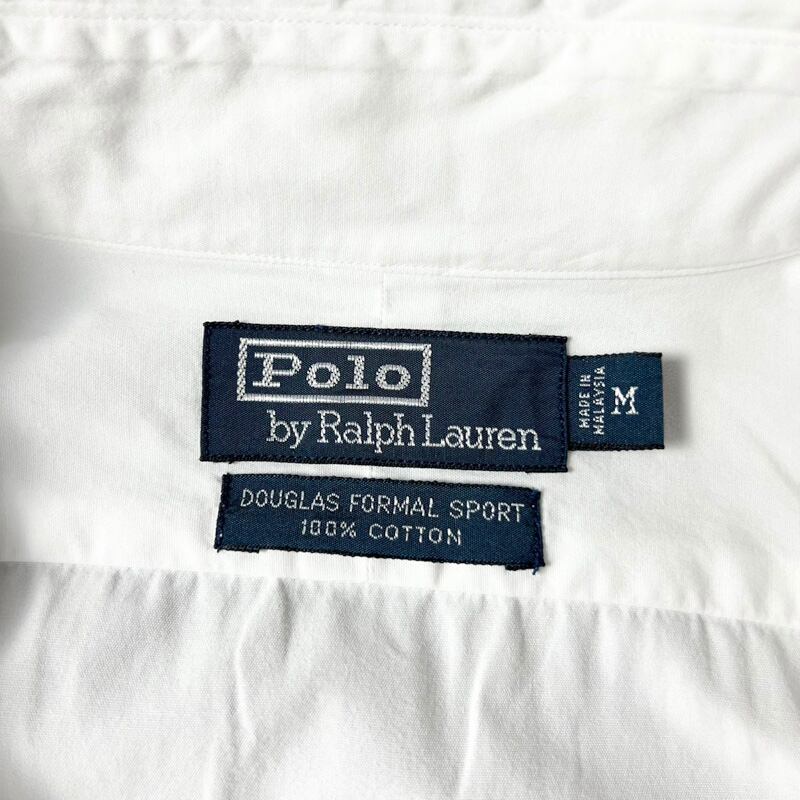 Polo
by Ralph Lauren
MADE IN
MALAYSIA
M
DOUGLAS FORMAL SPORT
100% COTTON